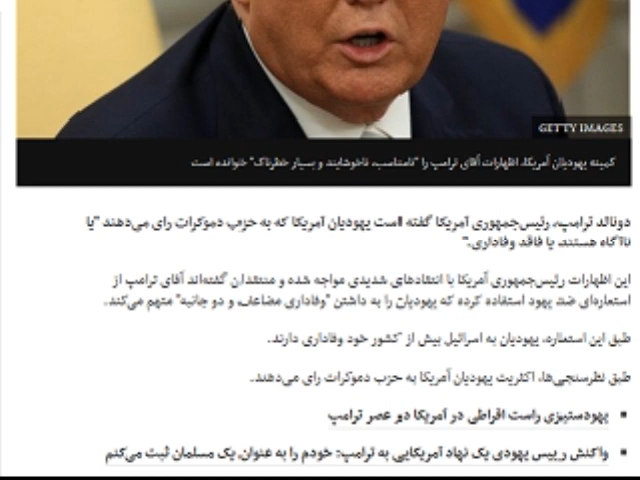 GETTY IMAGES
کمیته یهودیان آمریکا، اظهارات آقای ترامپ را "نامناسب، ناخوشایند و بسیار خطرناک" خوانده است
دونالد ترامپ، رئیس‌جمهوری آمریکا گفته است یهودیان آمریکا که به حزب دموکرات رای می‌دهند "یا
ناآگاه هستند، یا فاقد وفاداری."
این اظهارات رئیس‌جمهوری آمریکا با انتقادهای شدیدی مواجه شده و منتقدان گفته‌اند آقای ترامپ از
استعاره‌ای ضد یهود استفاده کرده که یهودیان را به داشتن "وفاداری مضاعف و دو جانبه" متهم می‌کند.
طبق این استعاره، یهودیان به اسرائیل بیش از کشور خود وفاداری دارند.
طبق نظرسنجی‌ها، اکثریت یهودیان آمریکا به حزب دموکرات رای می‌دهند.
▪ یهودستیزی راست افراطی در آمریکا در عصر ترامپ
▪ واکنش رییس یهودی یک نهاد آمریکایی به ترامپ: خودم را به عنوان یک مسلمان ثبت می‌کنم